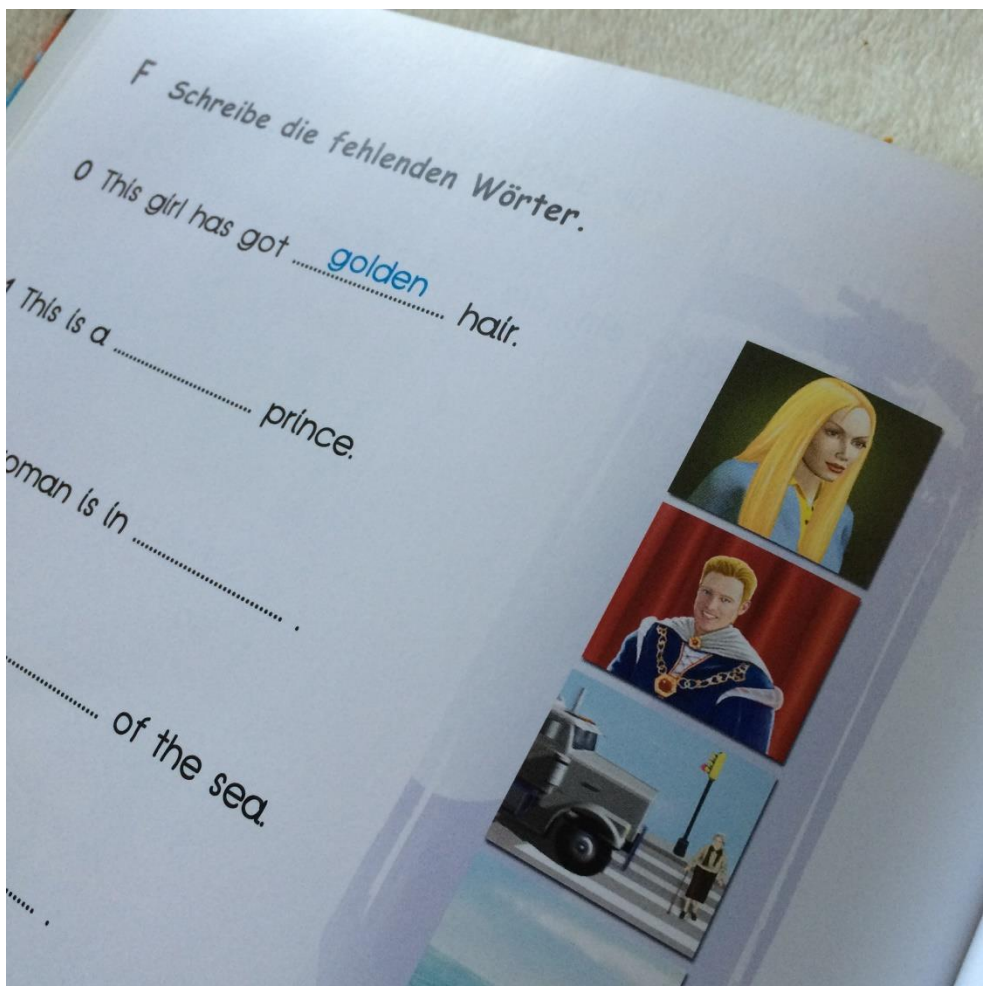 F Schreibe die fehlenden Wörter.
0 This girl has got golden hair.
1 This is a .................... prince.
is in .................... .
.................... of the sea.
.................... .